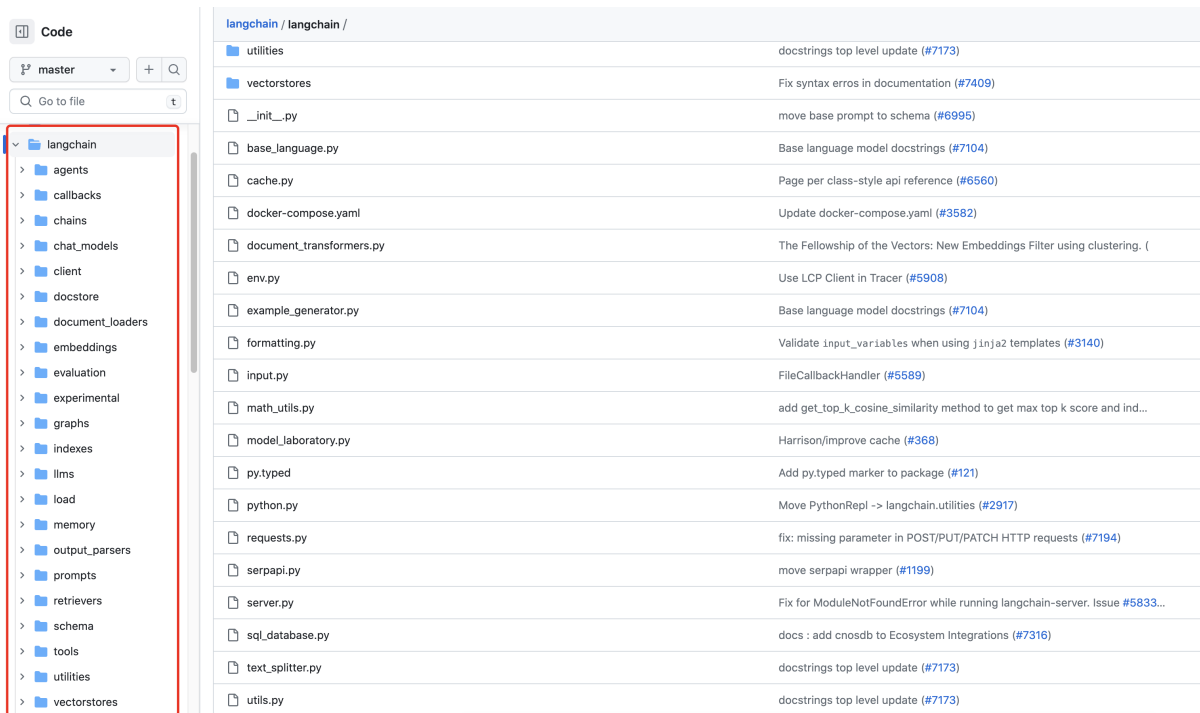 Code
master
Go to file
t
langchain
agents
callbacks
chains
chat_models
client
docstore
document_loaders
embeddings
evaluation
experimental
graphs
indexes
llms
load
memory
output_parsers
prompts
retrievers
schema
tools
utilities
vectorstores
langchain / langchain /
utilities docstrings top level update (#7173)
vectorstores Fix syntax erros in documentation (#7409)
__init__.py move base prompt to schema (#6995)
base_language.py Base language model docstrings (#7104)
cache.py Page per class-style api reference (#6560)
docker-compose.yaml Update docker-compose.yaml (#3582)
document_transformers.py The Fellowship of the Vectors: New Embeddings Filter using clustering. (
env.py Use LCP Client in Tracer (#5908)
example_generator.py Base language model docstrings (#7104)
formatting.py Validate input_variables when using jinja2 templates (#3140)
input.py FileCallbackHandler (#5589)
math_utils.py add get_top_k_cosine_similarity method to get max top k score and ind...
model_laboratory.py Harrison/improve cache (#368)
py.typed Add py.typed marker to package (#121)
python.py Move PythonRepl -> langchain.utilities (#2917)
requests.py fix: missing parameter in POST/PUT/PATCH HTTP requests (#7194)
serpapi.py move serpapi wrapper (#1199)
server.py Fix for ModuleNotFoundError while running langchain-server. Issue #5833...
sql_database.py docs : add cnosdb to Ecosystem Integrations (#7316)
text_splitter.py docstrings top level update (#7173)
utils.py docstrings top level update (#7173)